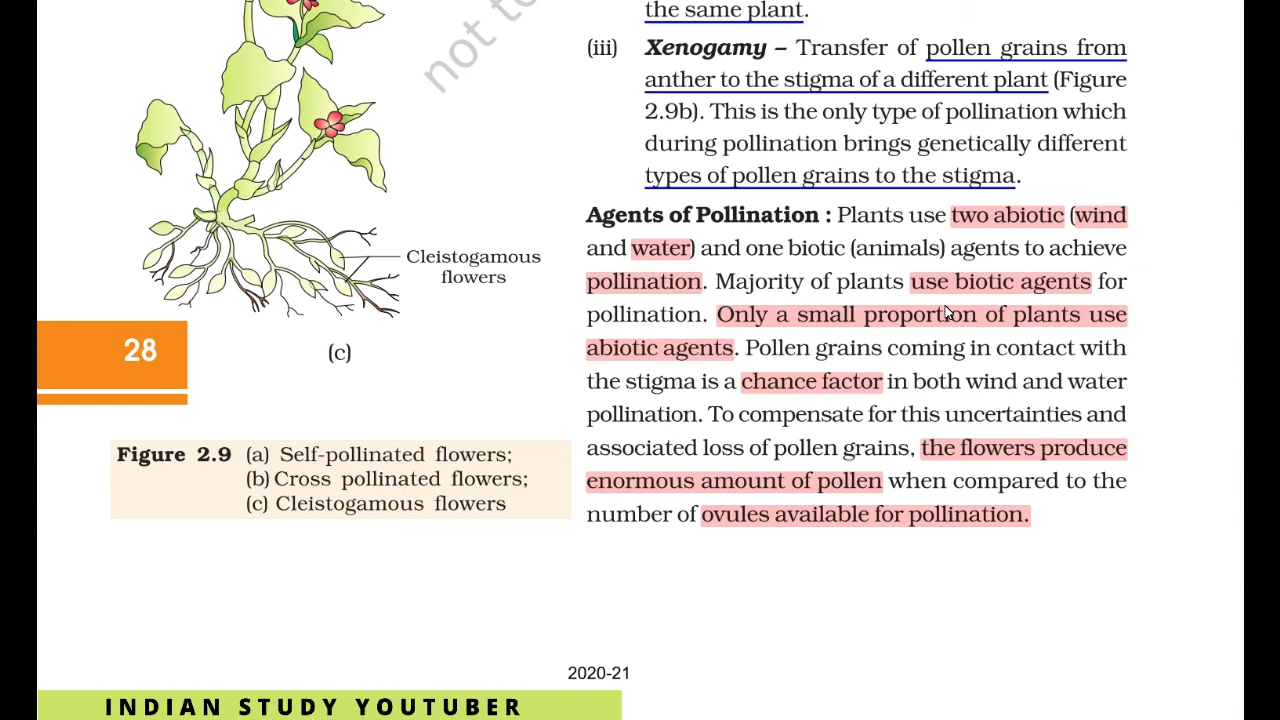 the same plant.
(iii) Xenogamy – Transfer of pollen grains from
anther to the stigma of a different plant (Figure
2.9b). This is the only type of pollination which
during pollination brings genetically different
types of pollen grains to the stigma.
Agents of Pollination : Plants use two abiotic (wind
and water) and one biotic (animals) agents to achieve
pollination. Majority of plants use biotic agents for
pollination. Only a small proportion of plants use
abiotic agents. Pollen grains coming in contact with
the stigma is a chance factor in both wind and water
pollination. To compensate for this uncertainties and
associated loss of pollen grains, the flowers produce
enormous amount of pollen when compared to the
number of ovules available for pollination.
not to
Cleistogamous
flowers
28
(c)
Figure 2.9 (a) Self-pollinated flowers;
(b) Cross pollinated flowers;
(c) Cleistogamous flowers
2020-21
INDIAN STUDY YOUTUBER